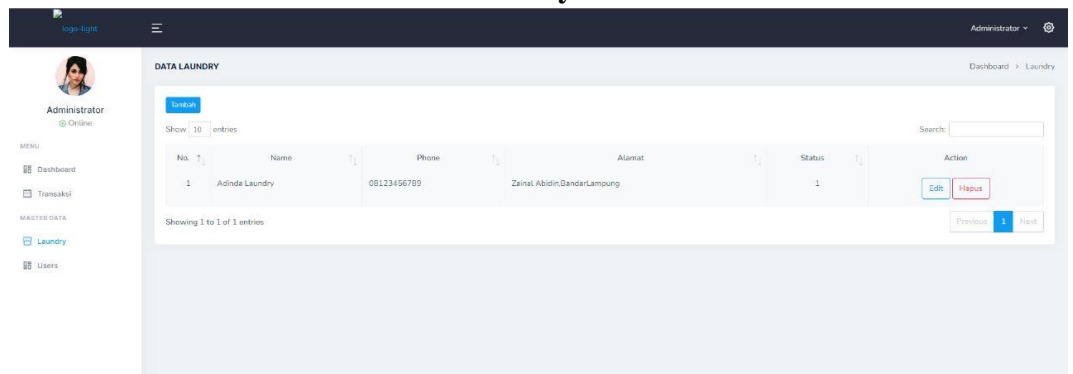 logo-light
Administrator
DATA LAUNDRY
Dashboard > Laundry
Administrator
Online
MENU
Dashboard
Transaksi
MASTER DATA
Laundry
Users
Tambah
Show 10 entries
Search:
No. Name Phone Alamat Status Action
1 Adinda Laundry 08123456789 Zainal Abidin,BandarLampung 1 Edit Hapus
Showing 1 to 1 of 1 entries
Previous 1 Next